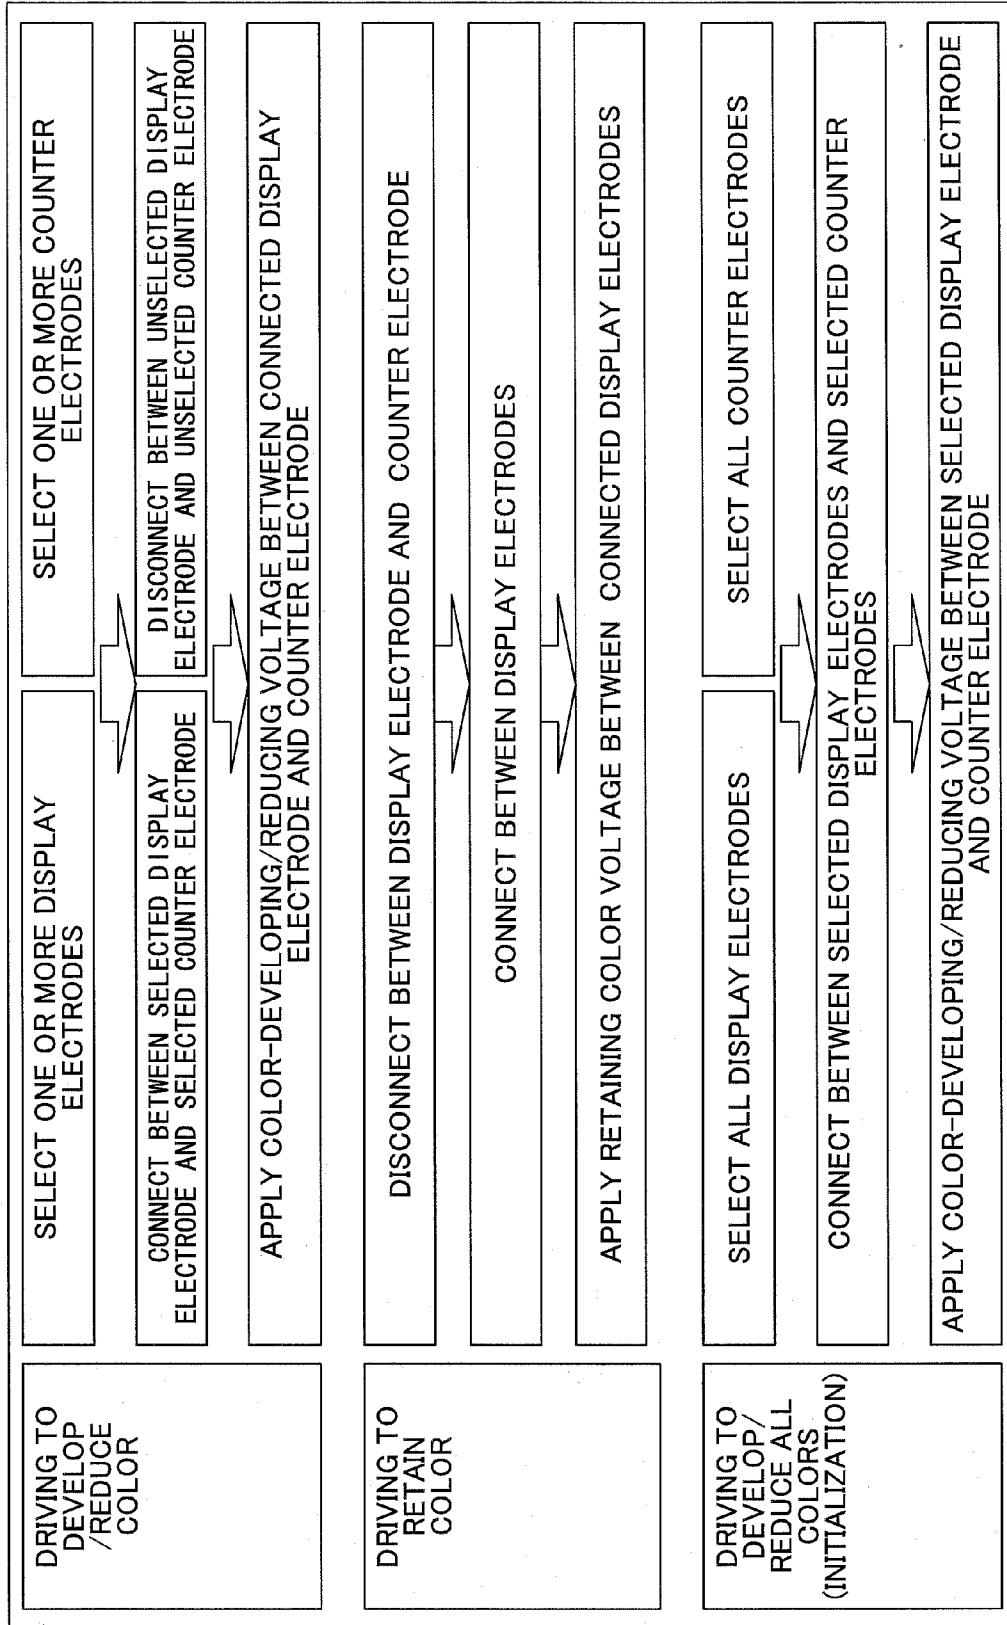 DRIVING TO
DEVELOP
/REDUCE
COLOR
SELECT ONE OR MORE DISPLAY
ELECTRODES
SELECT ONE OR MORE COUNTER
ELECTRODES
CONNECT BETWEEN SELECTED DISPLAY
ELECTRODE AND SELECTED COUNTER ELECTRODE
DISCONNECT BETWEEN UNSELECTED DISPLAY
ELECTRODE AND UNSELECTED COUNTER ELECTRODE
APPLY COLOR-DEVELOPING/REDUCING VOLTAGE BETWEEN CONNECTED DISPLAY
ELECTRODE AND COUNTER ELECTRODE
DRIVING TO
RETAIN
COLOR
DISCONNECT BETWEEN DISPLAY ELECTRODE AND COUNTER ELECTRODE
CONNECT BETWEEN DISPLAY ELECTRODES
APPLY RETAINING COLOR VOLTAGE BETWEEN CONNECTED DISPLAY ELECTRODES
DRIVING TO
DEVELOP/
REDUCE ALL
COLORS
(INITIALIZATION)
SELECT ALL DISPLAY ELECTRODES
SELECT ALL COUNTER ELECTRODES
CONNECT BETWEEN SELECTED DISPLAY ELECTRODES AND SELECTED COUNTER
ELECTRODES
APPLY COLOR-DEVELOPING/REDUCING VOLTAGE BETWEEN SELECTED DISPLAY ELECTRODE
AND COUNTER ELECTRODE